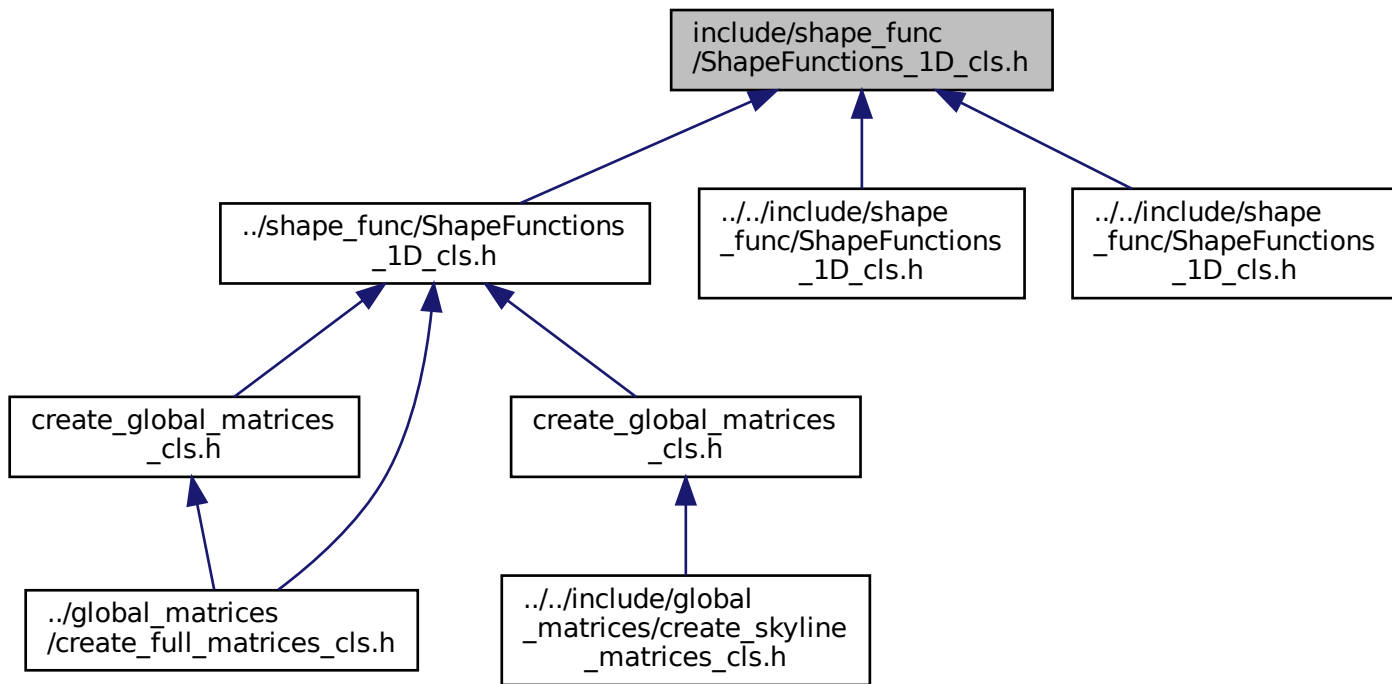 include/shape_func
/ShapeFunctions_1D_cls.h
../shape_func/ShapeFunctions
_1D_cls.h
../../include/shape
_func/ShapeFunctions
_1D_cls.h
../../include/shape
_func/ShapeFunctions
_1D_cls.h
create_global_matrices
_cls.h
create_global_matrices
_cls.h
../global_matrices
/create_full_matrices_cls.h
../../include/global
_matrices/create_skyline
_matrices_cls.h